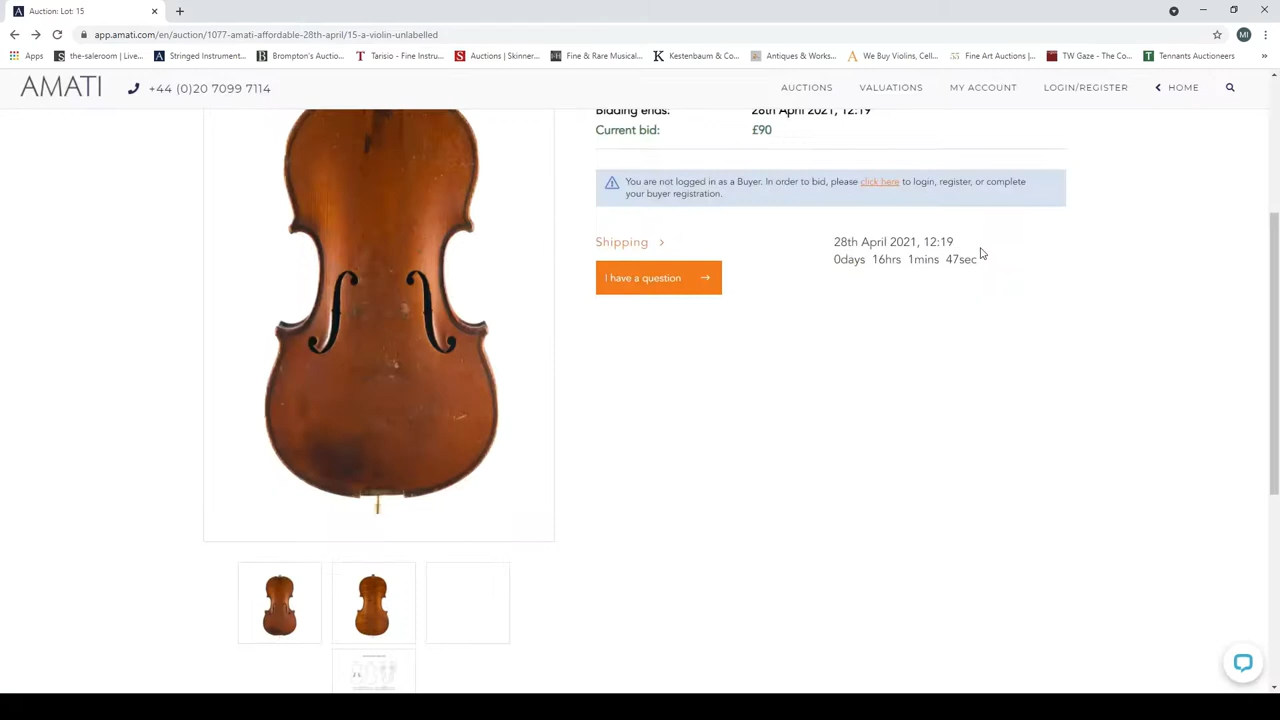 Auction: Lot: 15
app.amati.com/en/auction/1077-amati-affordable-28th-april/15-a-violin-unlabelled
MI
Apps
the-saleroom | Live...
Stringed Instrument...
Brompton's Auctio...
Tarisio - Fine Instru...
Auctions | Skinner...
Fine & Rare Musical...
Kestenbaum & Co...
Antiques & Works...
We Buy Violins, Cell...
Fine Art Auctions |...
TW Gaze - The Co...
Tennants Auctioneers
AMATI
+44 (0)20 7099 7114
AUCTIONS
VALUATIONS
MY ACCOUNT
LOGIN/REGISTER
HOME
Bidding ends: 28th April 2021, 12:19
Current bid: £90
You are not logged in as a Buyer. In order to bid, please click here to login, register, or complete
your buyer registration.
Shipping
28th April 2021, 12:19
0days 16hrs 1mins 47sec
I have a question